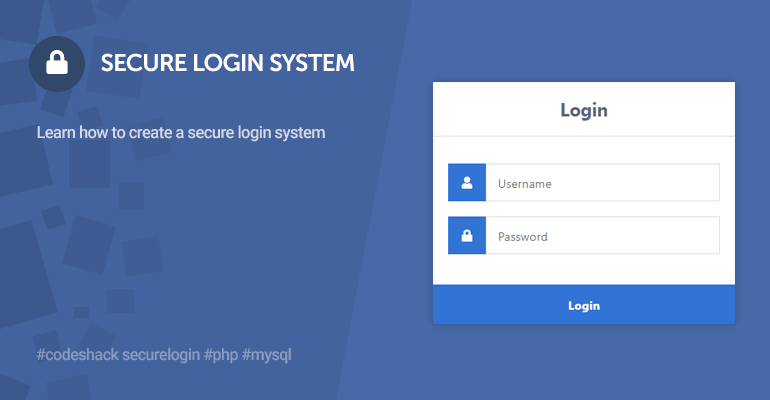 SECURE LOGIN SYSTEM
Learn how to create a secure login system
Login
Username
Password
Login
#codeshack securelogin #php #mysql